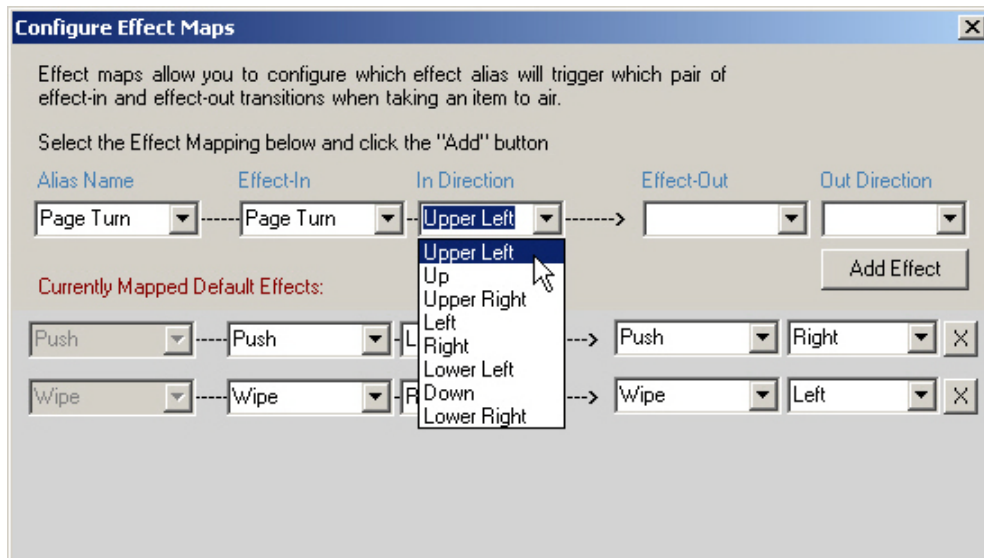 Configure Effect Maps
Effect maps allow you to configure which effect alias will trigger which pair of
effect-in and effect-out transitions when taking an item to air.
Select the Effect Mapping below and click the "Add" button
Alias Name Effect-In In Direction Effect-Out Out Direction
Page Turn Page Turn Upper Left
Upper Left
Up
Upper Right
Left
Right
Lower Left
Down
Lower Right
Add Effect
Currently Mapped Default Effects:
Push Push L Push Right X
Wipe Wipe R Wipe Left X